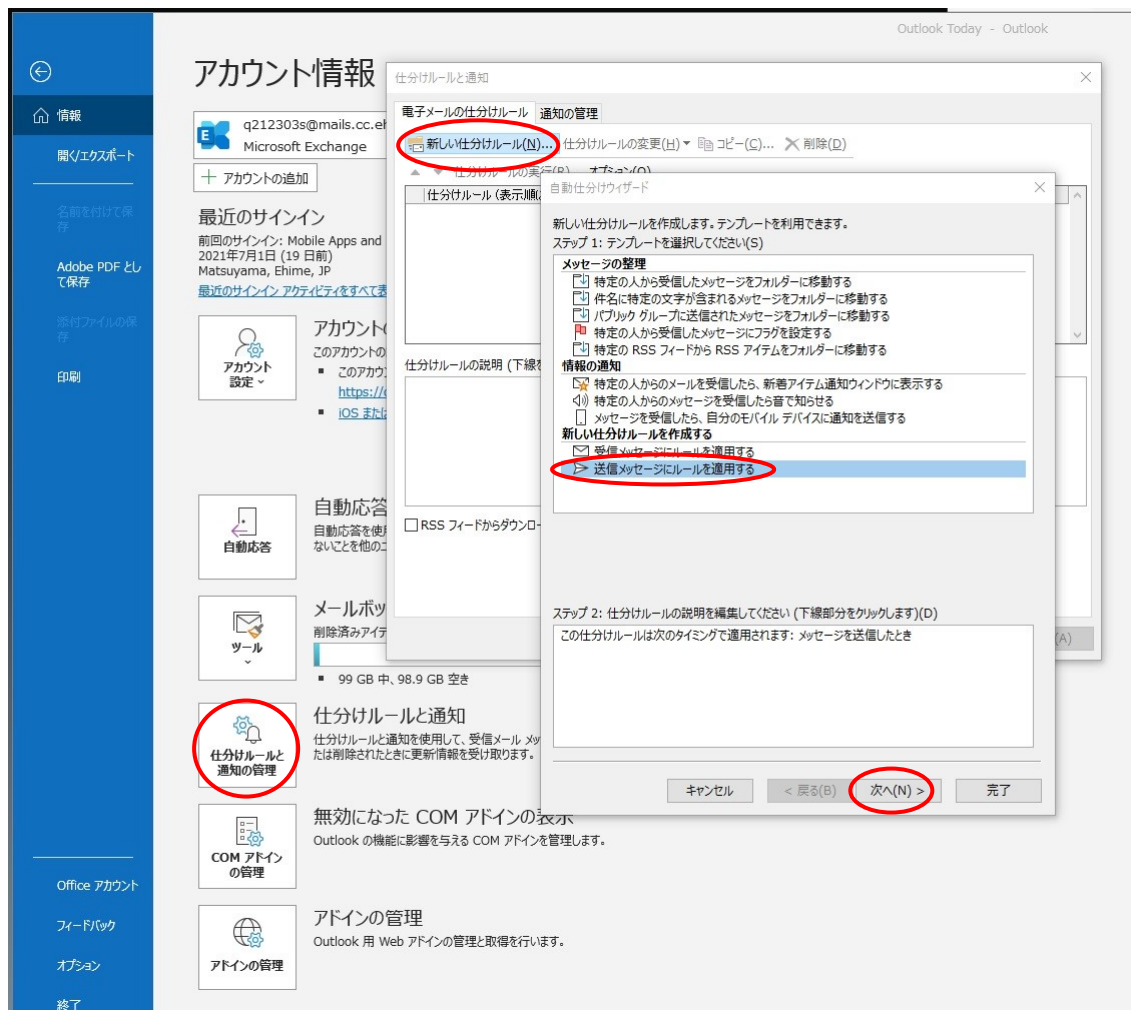 Outlook Today - Outlook
情報
開く/エクスポート
名前を付けて保
存
Adobe PDF とし
て保存
添付ファイルの保
存
印刷
Office アカウント
フィードバック
オプション
終了
アカウント情報
q212303s@mails.cc.eh
Microsoft Exchange
アカウントの追加
最近のサインイン
前回のサインイン: Mobile Apps and
2021年7月1日 (19 日前)
Matsuyama, Ehime, JP
最近のサインイン アクティビティをすべて表
アカウント
設定
アカウントの
このアカウントの
このアカウ
https://
iOS また
自動応答
自動応答
自動応答を使
ないことを他のユ
ツール
メールボッ
削除済みアイテ
99 GB 中、98.9 GB 空き
仕分けルールと
通知の管理
仕分けルールと通知
仕分けルールと通知を使用して、受信メール メッ
たは削除されたときに更新情報を受け取ります。
COM アドイン
の管理
無効になった COM アドインの表示
Outlook の機能に影響を与える COM アドインを管理します。
アドインの管理
アドインの管理
Outlook 用 Web アドインの管理と取得を行います。
仕分けルールと通知
電子メールの仕分けルール 通知の管理
新しい仕分けルール(N)... 仕分けルールの変更(H) コピー(C)... 削除(D)
仕分けルールの実行(R)... オプション(O)
仕分けルール (表示順
仕分けルールの説明 (下線
RSS フィードからダウンロー
(A)
自動仕分けウィザード
新しい仕分けルールを作成します。テンプレートを利用できます。
ステップ 1: テンプレートを選択してください(S)
メッセージの整理
特定の人から受信したメッセージをフォルダーに移動する
件名に特定の文字が含まれるメッセージをフォルダーに移動する
パブリック グループに送信されたメッセージをフォルダーに移動する
特定の人から受信したメッセージにフラグを設定する
特定の RSS フィードから RSS アイテムをフォルダーに移動する
情報の通知
特定の人からのメールを受信したら、新着アイテム通知ウィンドウに表示する
特定の人からのメッセージを受信したら音で知らせる
メッセージを受信したら、自分のモバイル デバイスに通知を送信する
新しい仕分けルールを作成する
受信メッセージにルールを適用する
送信メッセージにルールを適用する
ステップ 2: 仕分けルールの説明を編集してください (下線部分をクリックします)(D)
この仕分けルールは次のタイミングで適用されます: メッセージを送信したとき
キャンセル < 戻る(B) 次へ(N) > 完了